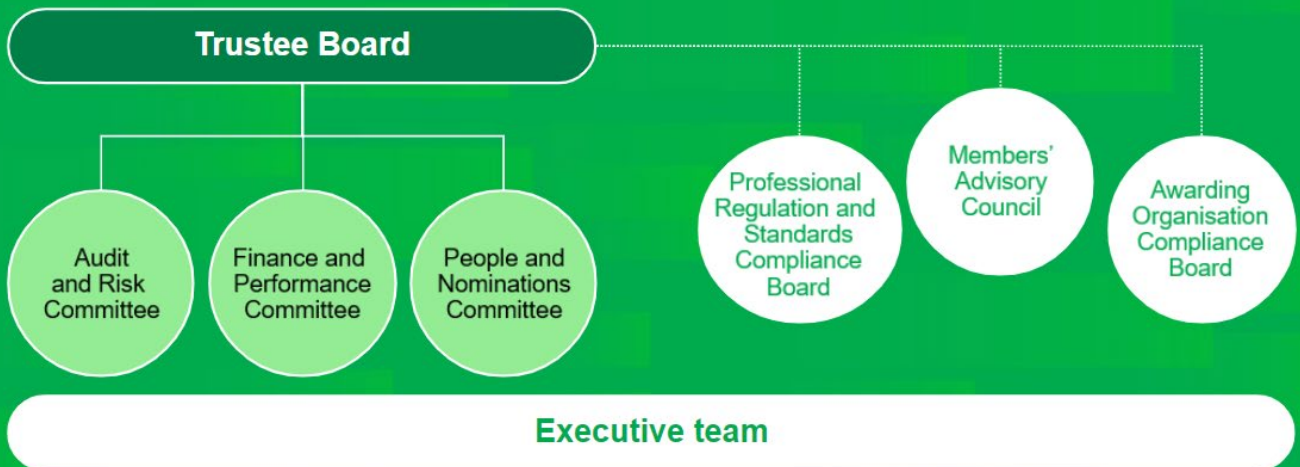 Trustee Board
Audit
and Risk
Committee
Finance and
Performance
Committee
People and
Nominations
Committee
Professional
Regulation and
Standards
Compliance
Board
Members’
Advisory
Council
Awarding
Organisation
Compliance
Board
Executive team